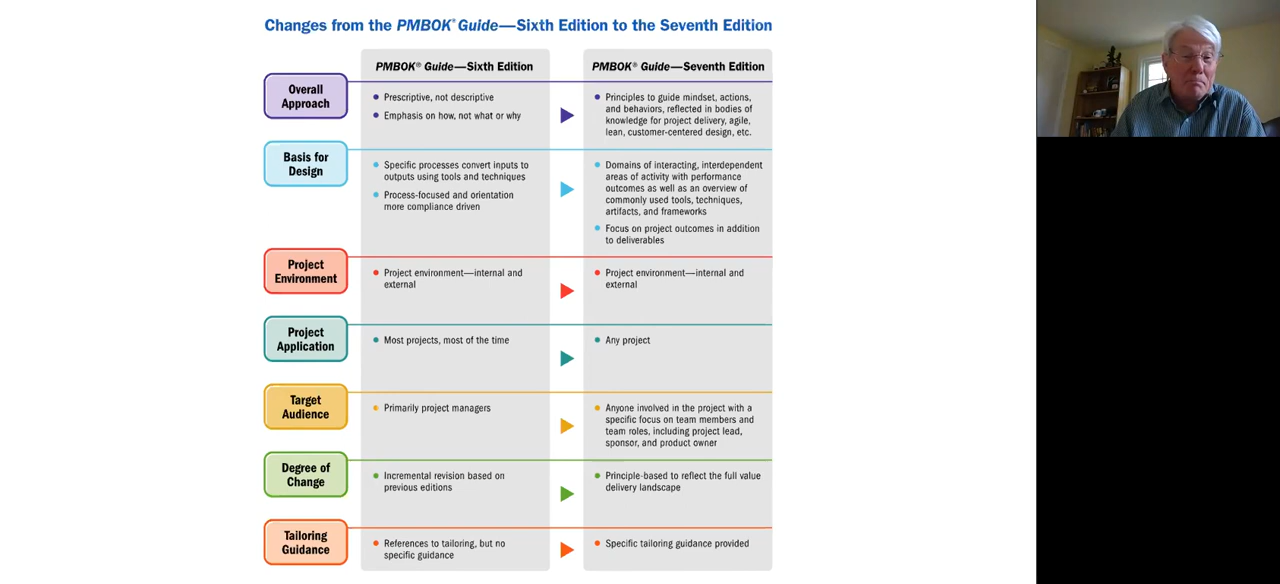 Changes from the PMBOK® Guide—Sixth Edition to the Seventh Edition
PMBOK® Guide—Sixth Edition
PMBOK® Guide—Seventh Edition
Overall
Approach
• Prescriptive, not descriptive
• Emphasis on how, not what or why
• Principles to guide mindset, actions,
and behaviors, reflected in bodies of
knowledge for project delivery, agile,
lean, customer-centered design, etc.
Basis for
Design
• Specific processes convert inputs to
outputs using tools and techniques
• Process-focused and orientation
more compliance driven
• Domains of interacting, interdependent
areas of activity with performance
outcomes as well as an overview of
commonly used tools, techniques,
artifacts, and frameworks
• Focus on project outcomes in addition
to deliverables
Project
Environment
• Project environment—internal and
external
• Project environment—internal and
external
Project
Application
• Most projects, most of the time
• Any project
Target
Audience
• Primarily project managers
• Anyone involved in the project with a
specific focus on team members and
team roles, including project lead,
sponsor, and product owner
Degree of
Change
• Incremental revision based on
previous editions
• Principle-based to reflect the full value
delivery landscape
Tailoring
Guidance
• References to tailoring, but no
specific guidance
• Specific tailoring guidance provided